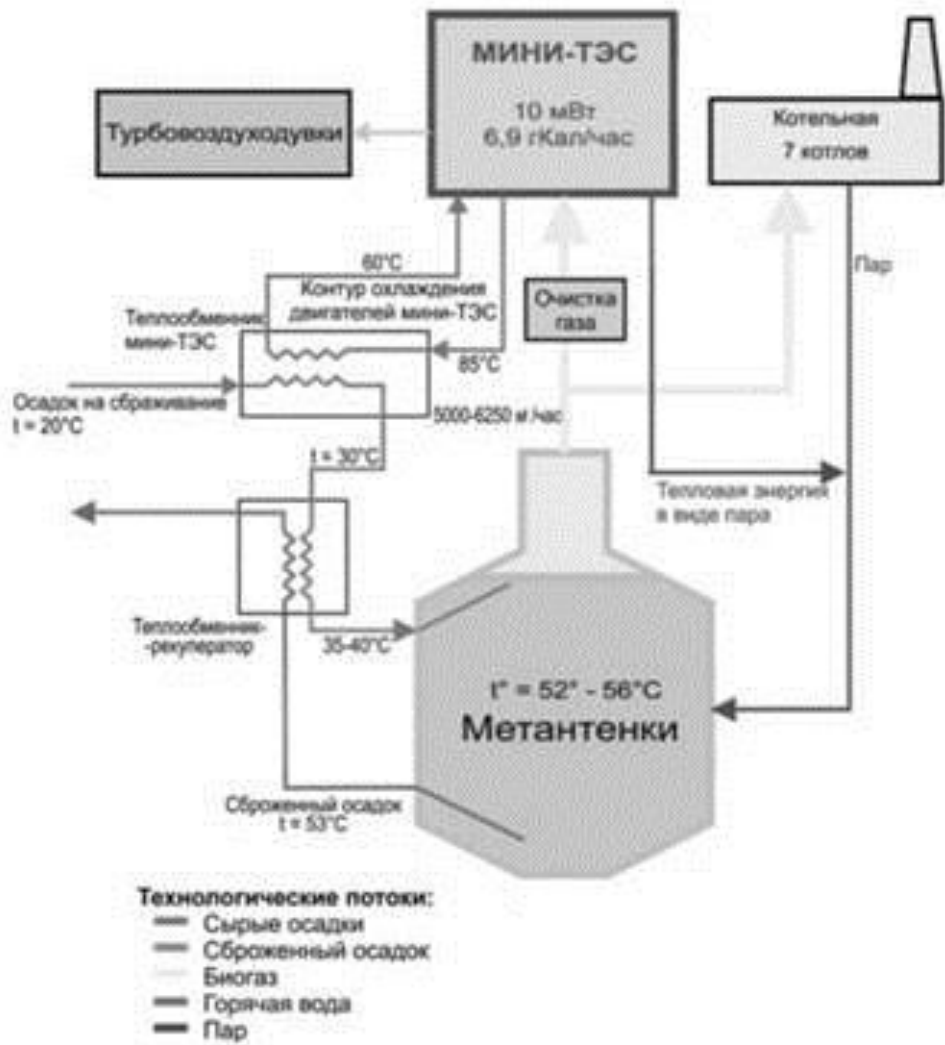 МИНИ-ТЭС
10 мВт
6,9 гКал/час
Турбовоздуходувки
Котельная
7 котлов
Пар
60°C
Контур охлаждения
двигателей мини-ТЭС
Очистка
газа
Теплообменник
мини-ТЭС
85°C
Осадок на сбраживание
t = 20°C
5000-6250 м³/час
t = 30°C
Тепловая энергия
в виде пара
Теплообменник-
-рекуператор
35-40°C
t° = 52° - 56°C
Метантенки
Сброженный осадок
t = 53°C
Технологические потоки:
Сырые осадки
Сброженный осадок
Биогаз
Горячая вода
Пар